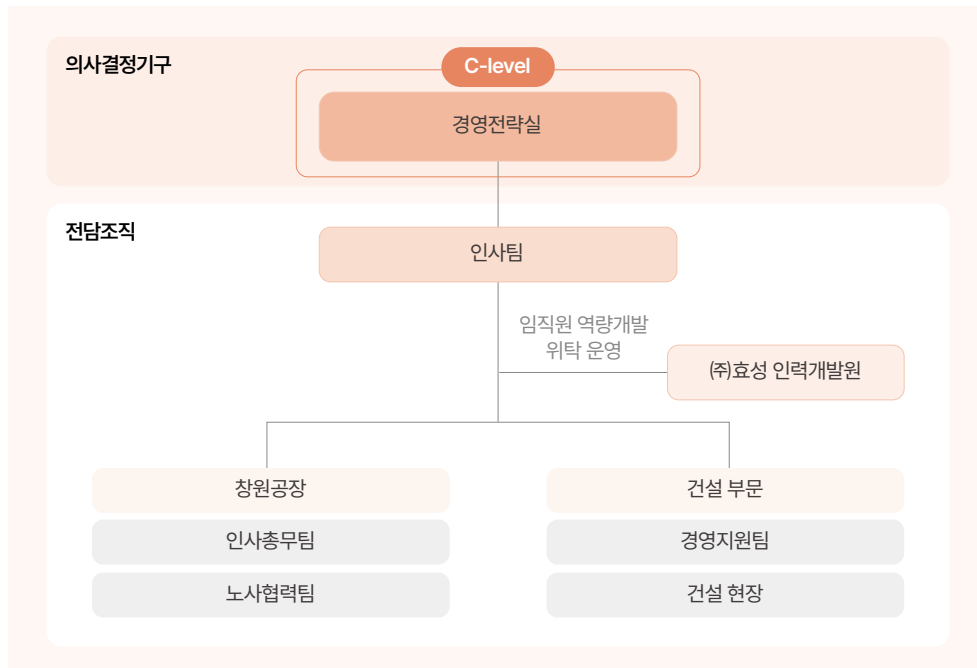 의사결정기구
C-level
경영전략실
전담조직
인사팀
임직원 역량개발
위탁 운영
㈜효성 인력개발원
창원공장
건설 부문
인사총무팀
경영지원팀
노사협력팀
건설 현장